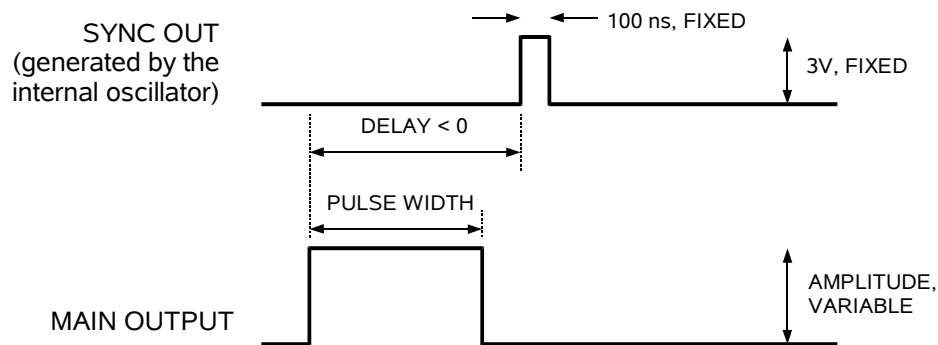 SYNC OUT
(generated by the
internal oscillator)
100 ns, FIXED
3V, FIXED
DELAY < 0
PULSE WIDTH
AMPLITUDE,
VARIABLE
MAIN OUTPUT